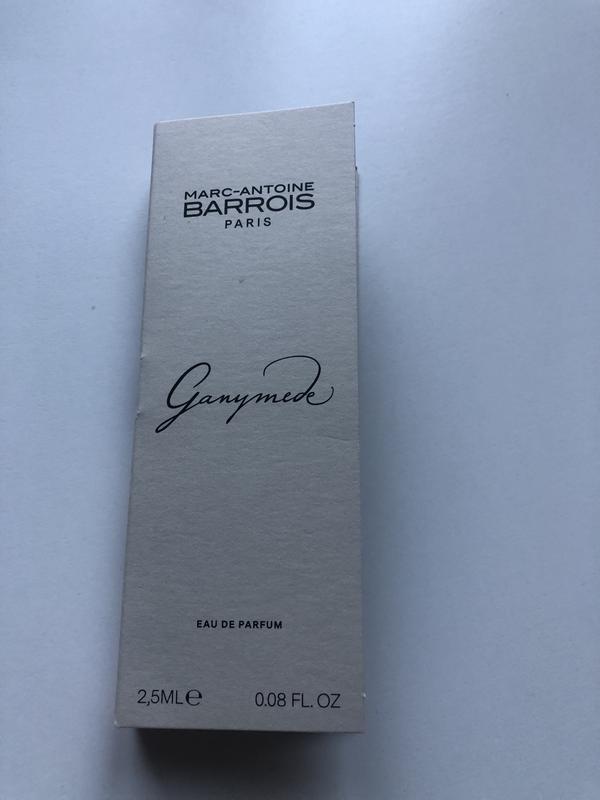 MARC-ANTOINE
BARROIS
PARIS
Ganymede
EAU DE PARFUM
2,5ML℮ 0.08 FL. OZ